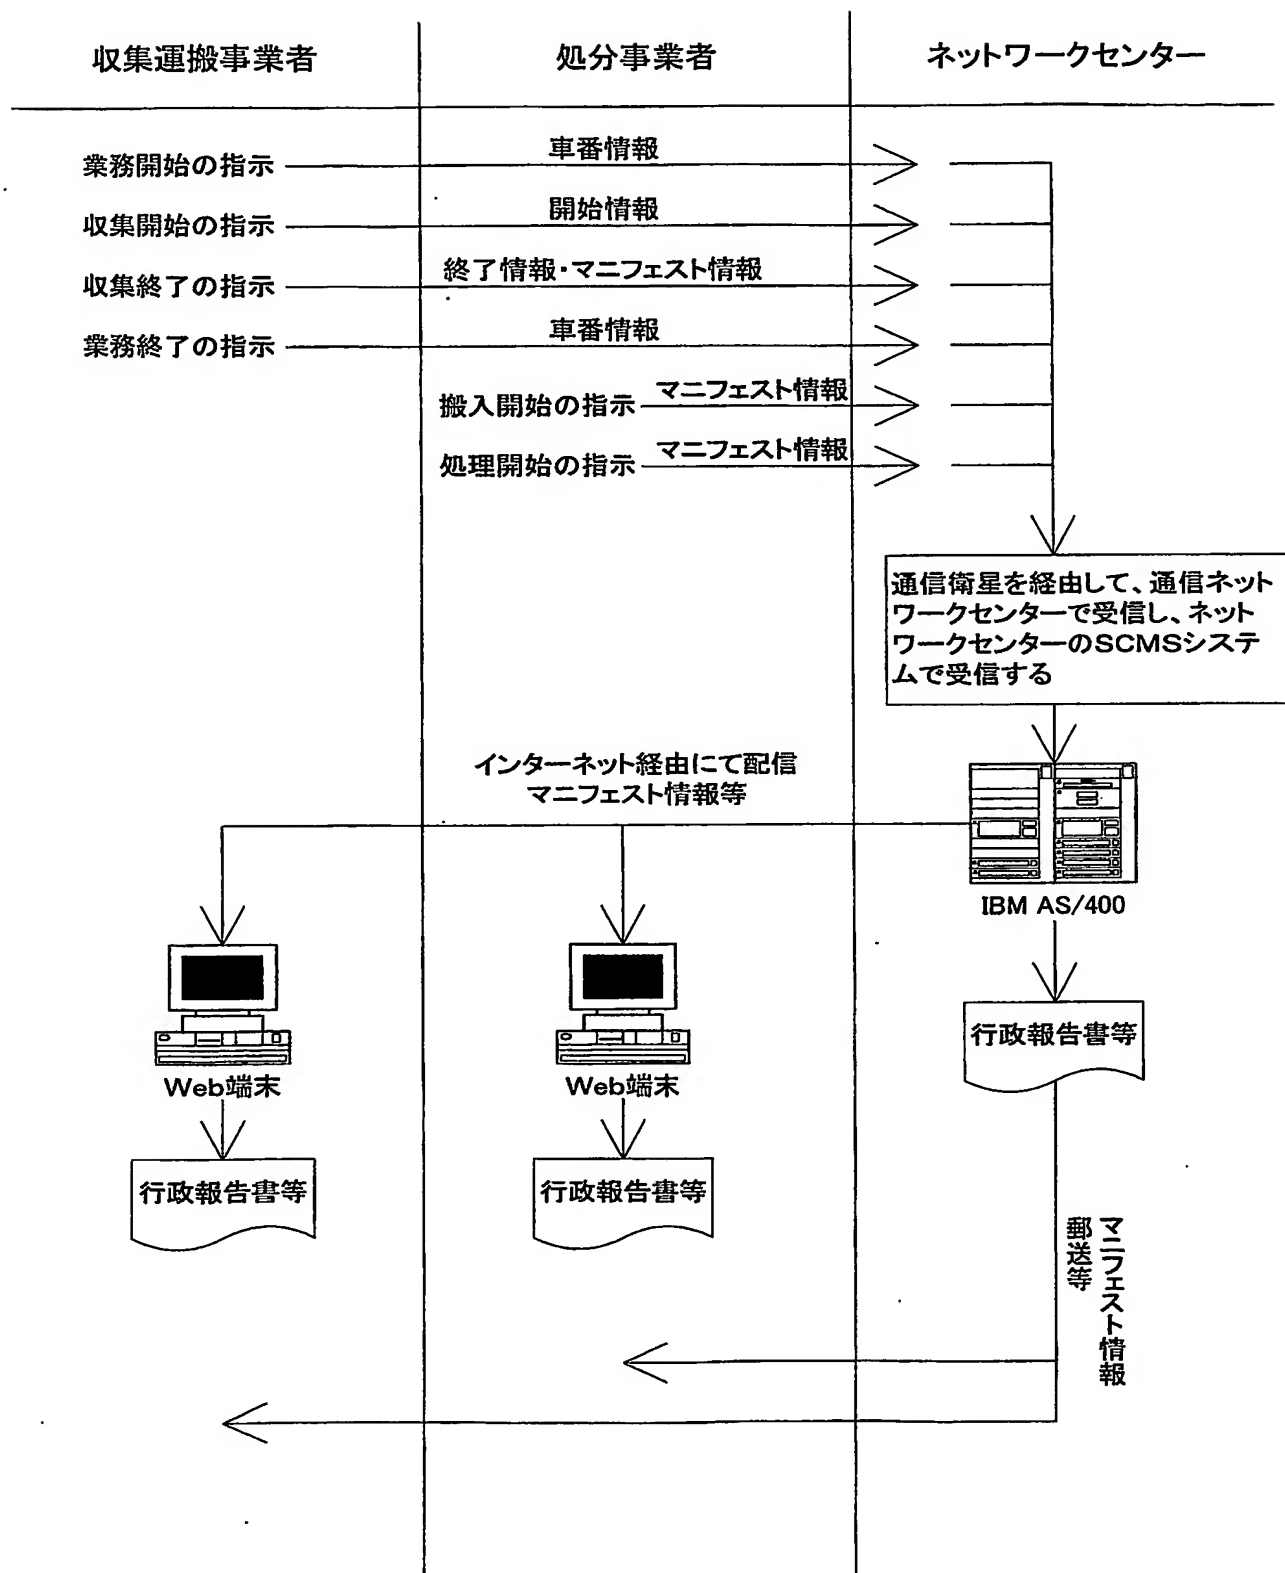 収集運搬事業者
処分事業者
ネットワークセンター
業務開始の指示
車番情報
収集開始の指示
開始情報
収集終了の指示
終了情報・マニフェスト情報
業務終了の指示
車番情報
搬入開始の指示
マニフェスト情報
処理開始の指示
マニフェスト情報
通信衛星を経由して、通信ネット
ワークセンターで受信し、ネット
ワークセンターのSCMSシステ
ムで受信する
インターネット経由にて配信
マニフェスト情報等
IBM AS/400
Web端末
Web端末
行政報告書等
行政報告書等
行政報告書等
マニフェスト情報
郵送等